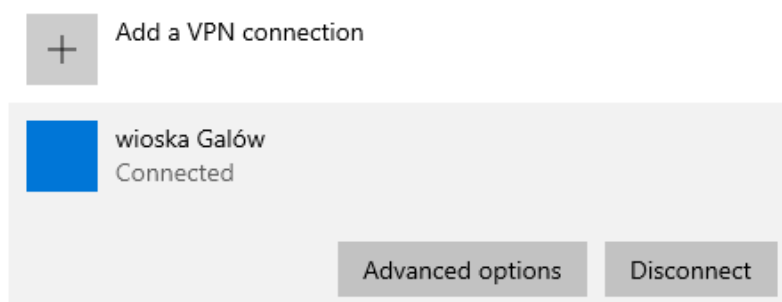 Add a VPN connection
wioska Galów
Connected
Advanced options
Disconnect